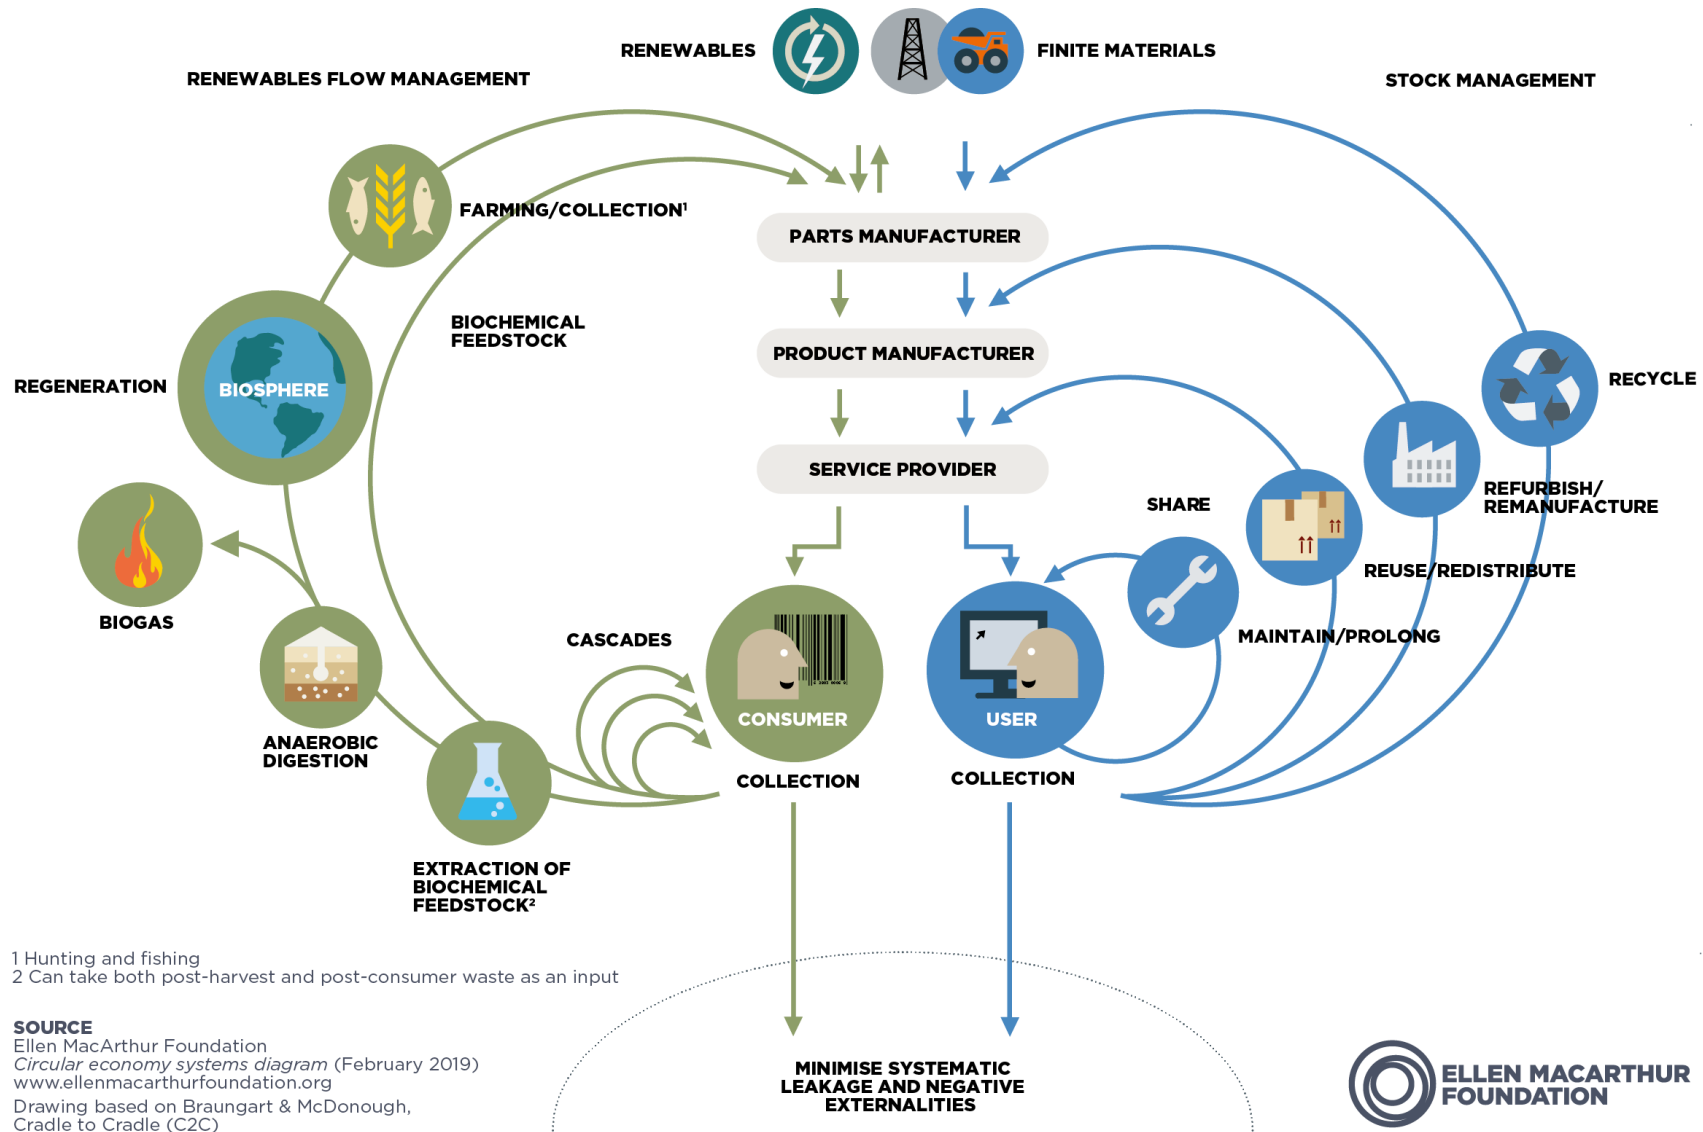 RENEWABLES
FINITE MATERIALS
RENEWABLES FLOW MANAGEMENT
STOCK MANAGEMENT
FARMING/COLLECTION¹
PARTS MANUFACTURER
BIOCHEMICAL
FEEDSTOCK
PRODUCT MANUFACTURER
REGENERATION
BIOSPHERE
RECYCLE
SERVICE PROVIDER
SHARE
REFURBISH/
REMANUFACTURE
REUSE/REDISTRIBUTE
BIOGAS
CASCADES
MAINTAIN/PROLONG
CONSUMER
USER
ANAEROBIC
DIGESTION
COLLECTION
COLLECTION
EXTRACTION OF
BIOCHEMICAL
FEEDSTOCK²
1 Hunting and fishing
2 Can take both post-harvest and post-consumer waste as an input
SOURCE
Ellen MacArthur Foundation
Circular economy systems diagram (February 2019)
www.ellenmacarthurfoundation.org
Drawing based on Braungart & McDonough,
Cradle to Cradle (C2C)
MINIMISE SYSTEMATIC
LEAKAGE AND NEGATIVE
EXTERNALITIES
ELLEN MACARTHUR
FOUNDATION